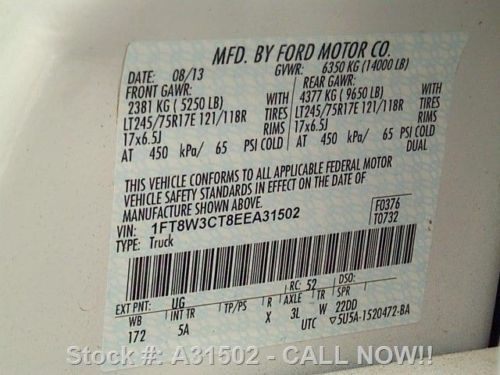 MFD. BY FORD MOTOR CO.
DATE: 08/13 GVWR: 6350 KG (14000 LB)
FRONT GAWR: REAR GAWR:
2381 KG ( 5250 LB) 4377 KG ( 9650 LB)
LT245/75R17E 121/118R TIRES LT245/75R17E 121/118R TIRES
17x6.5J RIMS 17x6.5J RIMS
AT 450 kPa/ 65 PSI COLD AT 450 kPa/ 65 PSI COLD
DUAL
THIS VEHICLE CONFORMS TO ALL APPLICABLE FEDERAL MOTOR
VEHICLE SAFETY STANDARDS IN EFFECT ON THE DATE OF
MANUFACTURE SHOWN ABOVE.
VIN: 1FT8W3CT8EEA31502
TYPE: Truck
F0376
T0732
EXT PNT: UG RC: 52 DSO:
WB TR TP/PS R AXLE TR SPR
172 5A X 3L W 22DD
UTC ▽5U5A-1520472-BA
Stock #: A31502 - CALL NOW!!